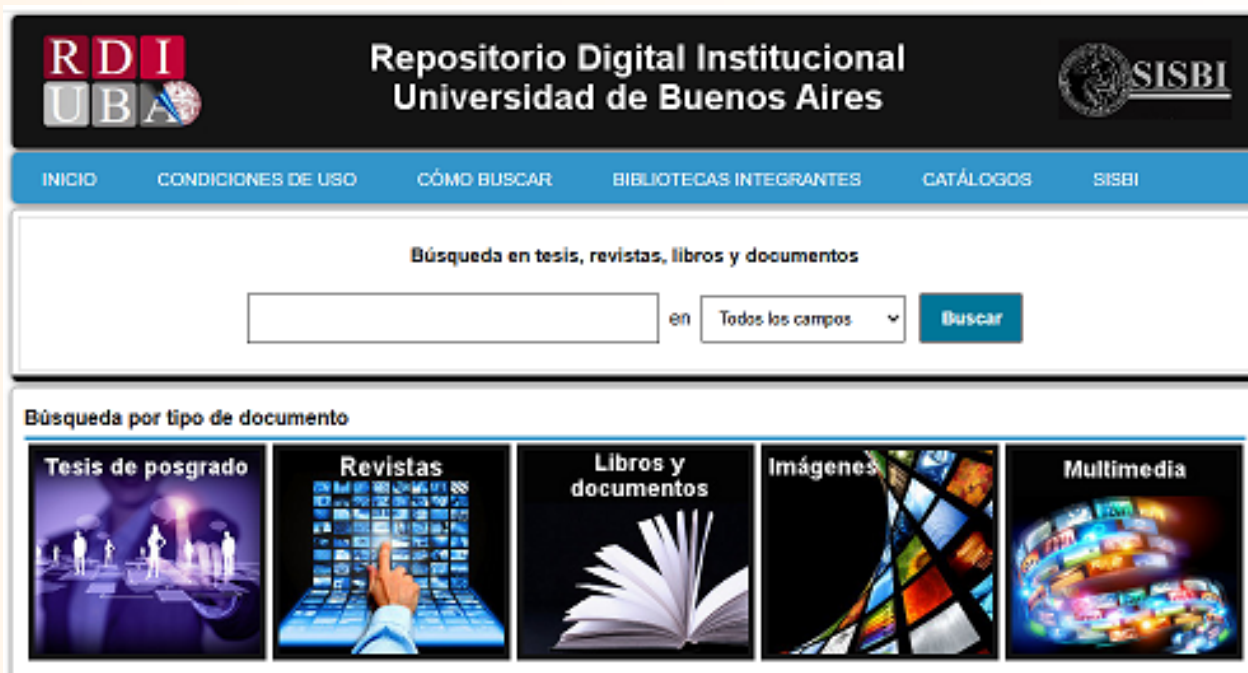 RDI
UBA
Repositorio Digital Institucional
Universidad de Buenos Aires
SISBI
INICIO CONDICIONES DE USO CÓMO BUSCAR BIBLIOTECAS INTEGRANTES CATÁLOGOS SISBI
Búsqueda en tesis, revistas, libros y documentos
en Todos los campos Buscar
Búsqueda por tipo de documento
Tesis de posgrado
Revistas
Libros y
documentos
Imágenes
Multimedia